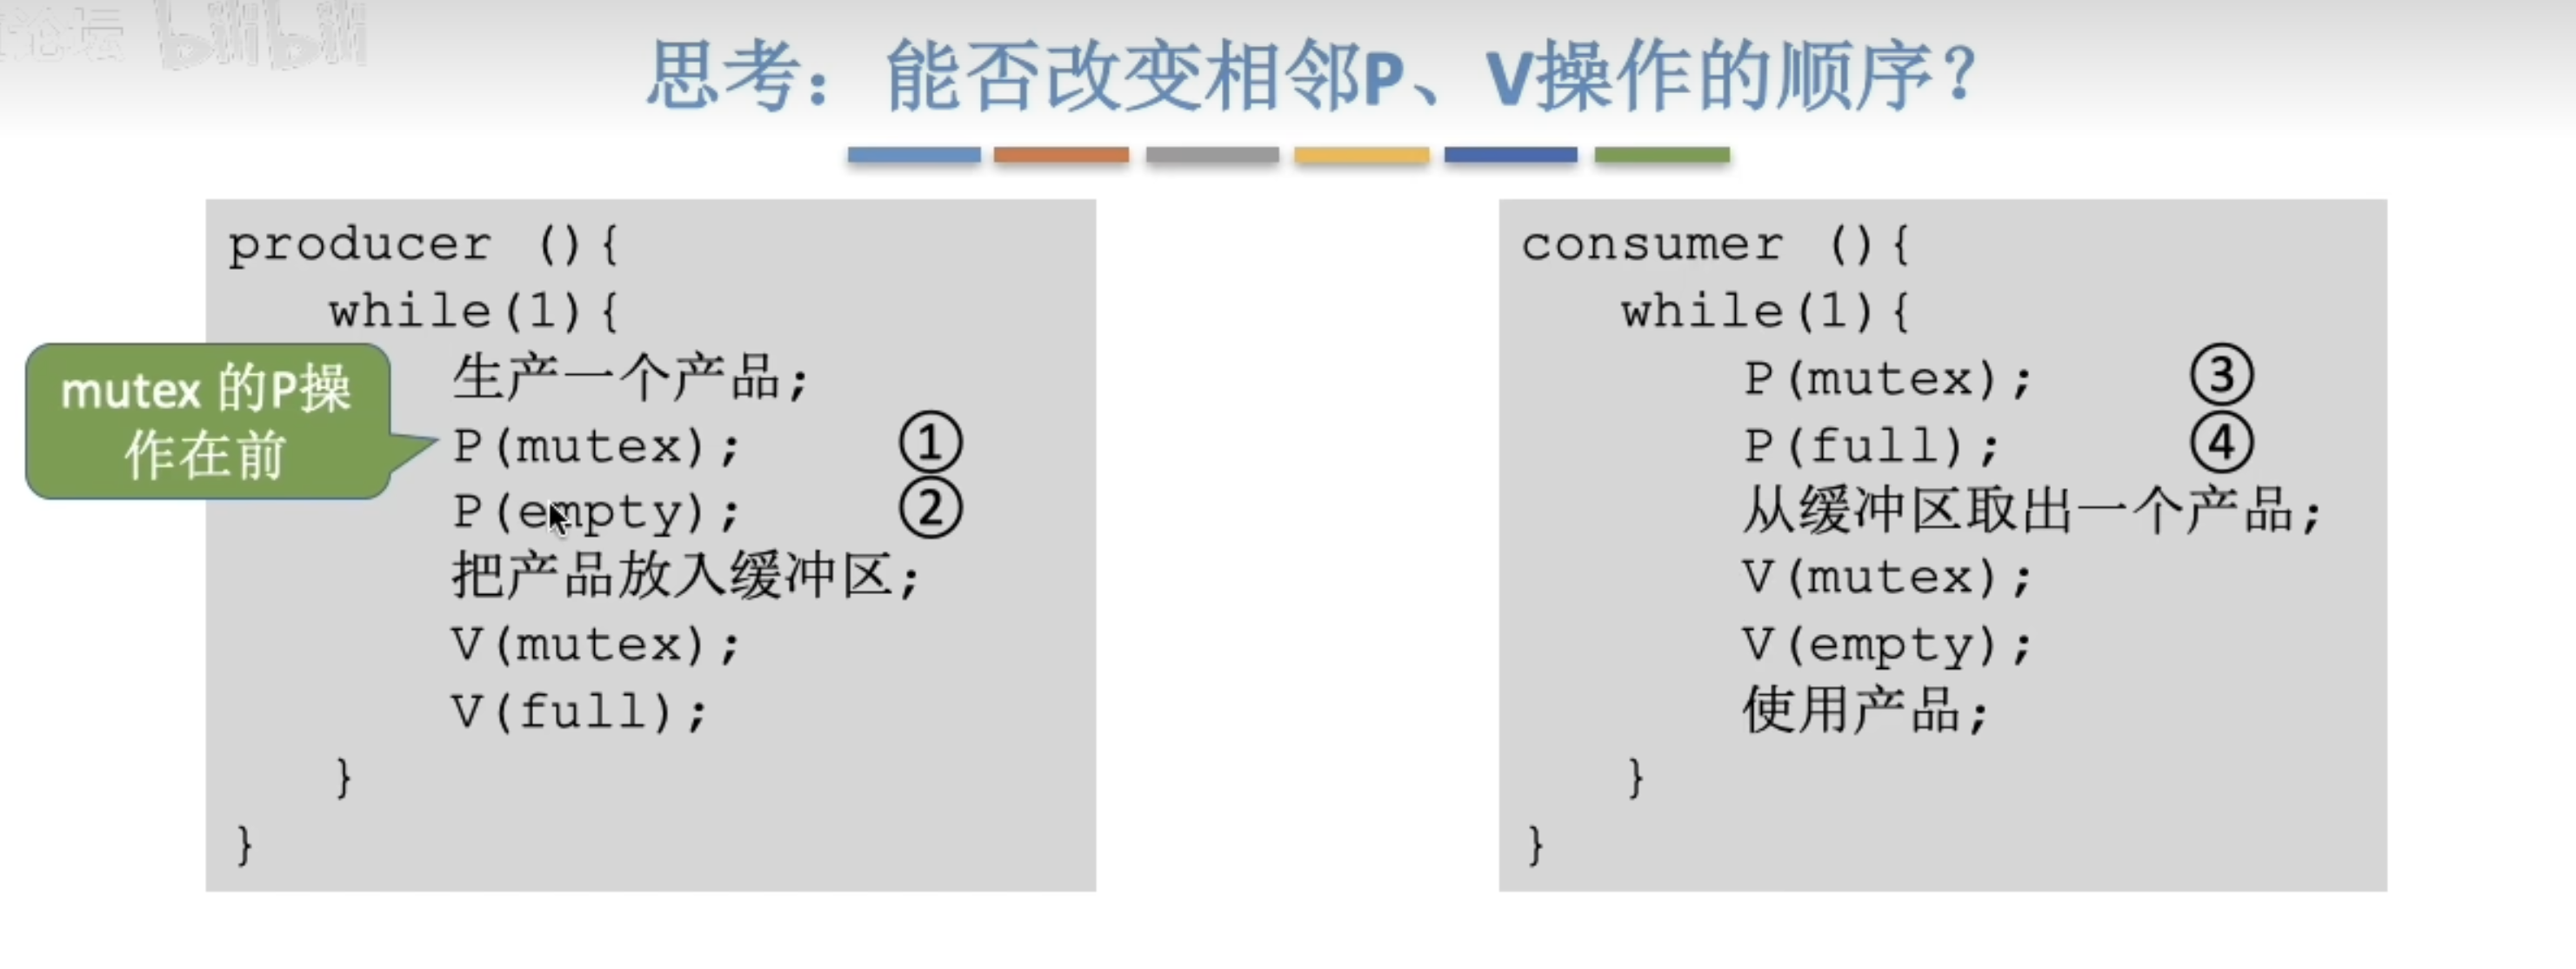 论坛 bilibili
思考：能否改变相邻P、V操作的顺序？
mutex 的P操
作在前
producer (){
while(1){
生产一个产品;
P(mutex); ①
P(empty); ②
把产品放入缓冲区;
V(mutex);
V(full);
}
}
consumer (){
while(1){
P(mutex); ③
P(full); ④
从缓冲区取出一个产品;
V(mutex);
V(empty);
使用产品;
}
}